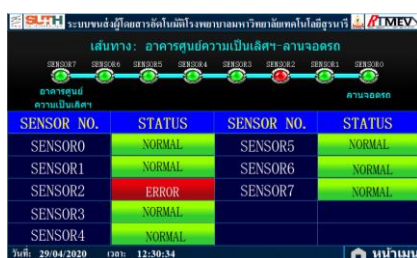 SUTH ระบบขนส่งผู้โดยสารอัตโนมัติโรงพยาบาลมหาวิทยาลัยเทคโนโลยีสุรนารี RTMEV
เส้นทาง: อาคารศูนย์ความเป็นเลิศฯ-ลานจอดรถ
SENSOR7 SENSOR6 SENSOR5 SENSOR4 SENSOR3 SENSOR2 SENSOR1 SENSOR0
อาคารศูนย์
ความเป็นเลิศฯ
ลานจอดรถ
SENSOR NO. STATUS SENSOR NO. STATUS
SENSOR0 NORMAL SENSOR5 NORMAL
SENSOR1 NORMAL SENSOR6 NORMAL
SENSOR2 ERROR SENSOR7 NORMAL
SENSOR3 NORMAL
SENSOR4 NORMAL
วันที่: 29/04/2020 เวลา: 12:30:34 หน้าเมนู